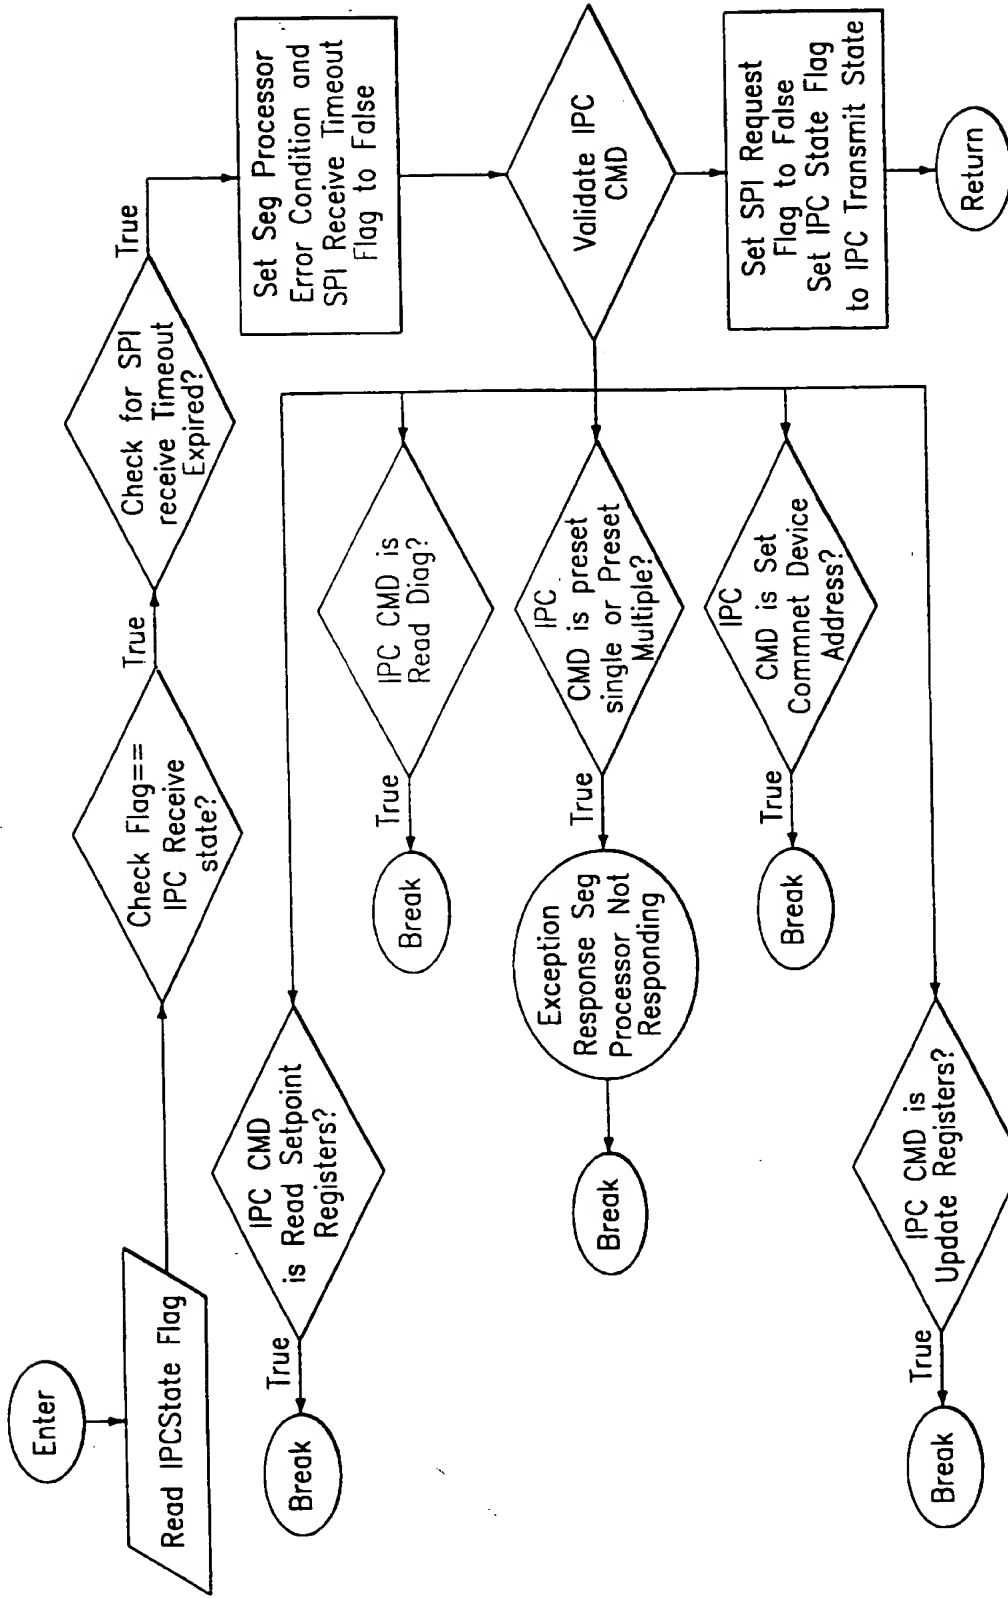 Enter
Read IPCState Flag
Check Flag==
IPC Receive
state?
True
Check for SPI
receive Timeout
Expired?
True
Set Seg Processor
Error Condition and
SPI Receive Timeout
Flag to False
Validate IPC
CMD
Set SPI Request
Flag to False
Set IPC State Flag
to IPC Transmit State
Return
IPC CMD
is Read Setpoint
Registers?
True
Break
IPC CMD is
Read Diag?
True
Break
IPC
CMD is preset
single or Preset
Multiple?
True
Exception
Response Seg
Processor Not
Responding
Break
IPC
CMD is Set
Commnet Device
Address?
True
Break
IPC CMD is
Update Registers?
True
Break